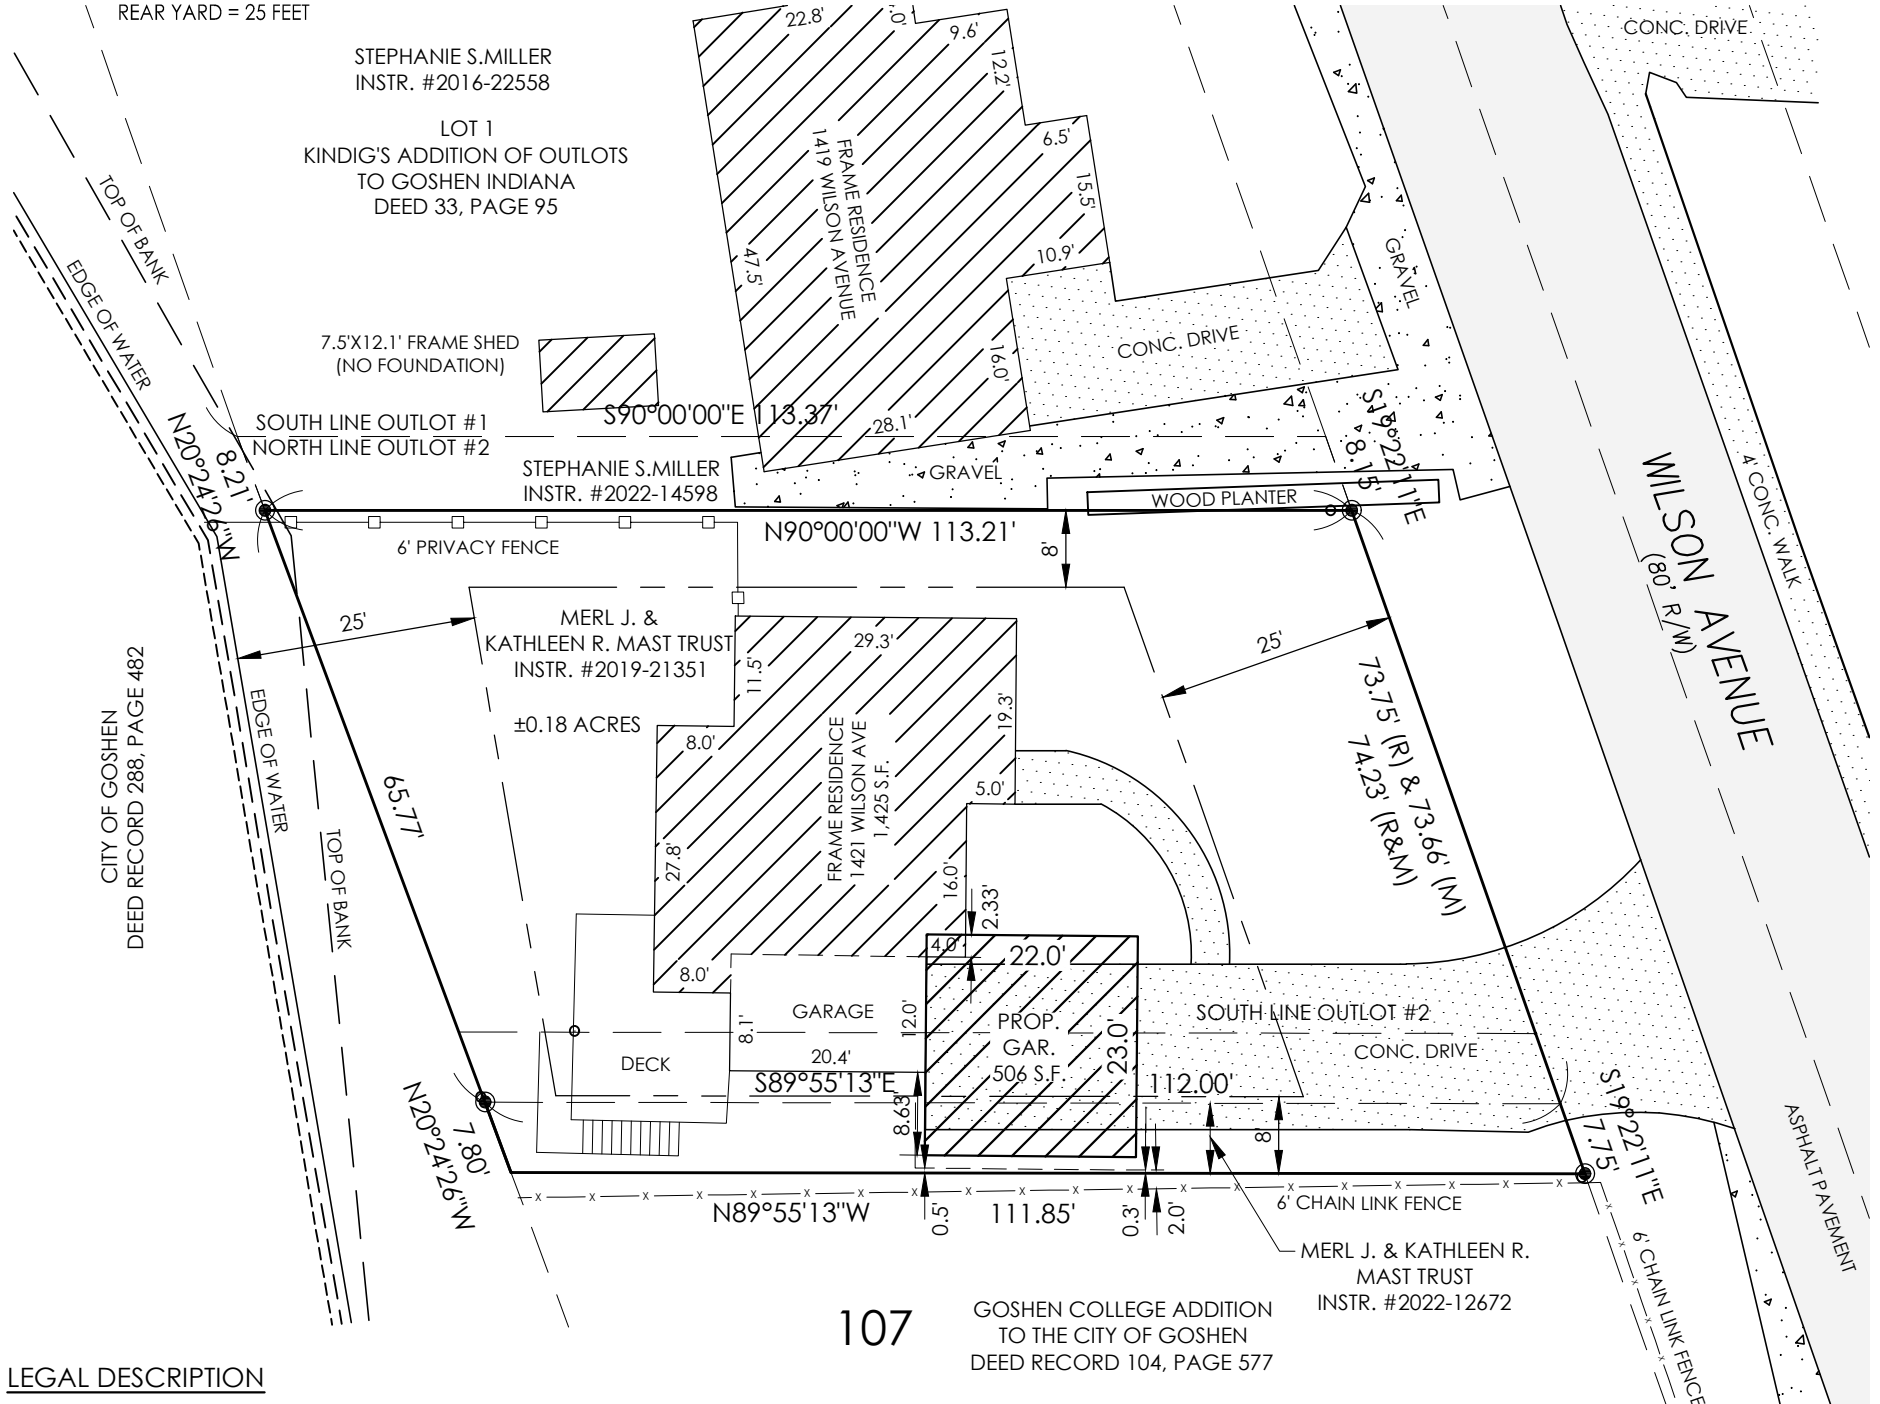 REAR YARD = 25 FEET
STEPHANIE S.MILLER
INSTR. #2016-22558
LOT 1
KINDIG'S ADDITION OF OUTLOTS
TO GOSHEN INDIANA
DEED 33, PAGE 95
22.8'
.0'
9.6'
12.2'
6.5'
15.5'
10.9'
16.0'
28.1'
47.5'
FRAME RESIDENCE
1419 WILSON AVENUE
CONC. DRIVE
CONC. DRIVE
GRAVEL
TOP OF BANK
EDGE OF WATER
7.5'X12.1' FRAME SHED
(NO FOUNDATION)
S90°00'00"E 113.37'
SOUTH LINE OUTLOT #1
NORTH LINE OUTLOT #2
N20°24'26"W
8.21'
STEPHANIE S.MILLER
INSTR. #2022-14598
GRAVEL
WOOD PLANTER
S19°22'11"E
8.15'
WILSON AVENUE
(80' R/W)
4' CONC. WALK
N90°00'00"W 113.21'
6' PRIVACY FENCE
8'
25'
MERL J. &
KATHLEEN R. MAST TRUST
INSTR. #2019-21351
±0.18 ACRES
29.3'
11.5'
8.0'
19.3'
25'
73.75' (R) & 73.66' (M)
74.23' (R&M)
CITY OF GOSHEN
DEED RECORD 288, PAGE 482
EDGE OF WATER
TOP OF BANK
65.77'
FRAME RESIDENCE
1421 WILSON AVE
1,425 S.F.
5.0'
27.8'
16.0'
2.33'
4.0'
22.0'
8.0'
GARAGE
8.1'
12.0'
20.4'
DECK
PROP.
GAR.
506 S.F.
23.0'
SOUTH LINE OUTLOT #2
CONC. DRIVE
S89°55'13"E
112.00'
8.63'
8'
N20°24'26"W
7.80'
S19°22'11"E
7.75'
ASPHALT PAVEMENT
N89°55'13"W
111.85'
0.5'
0.3'
2.0'
6' CHAIN LINK FENCE
MERL J. & KATHLEEN R.
MAST TRUST
INSTR. #2022-12672
6' CHAIN LINK FENCE
107
GOSHEN COLLEGE ADDITION
TO THE CITY OF GOSHEN
DEED RECORD 104, PAGE 577
LEGAL DESCRIPTION